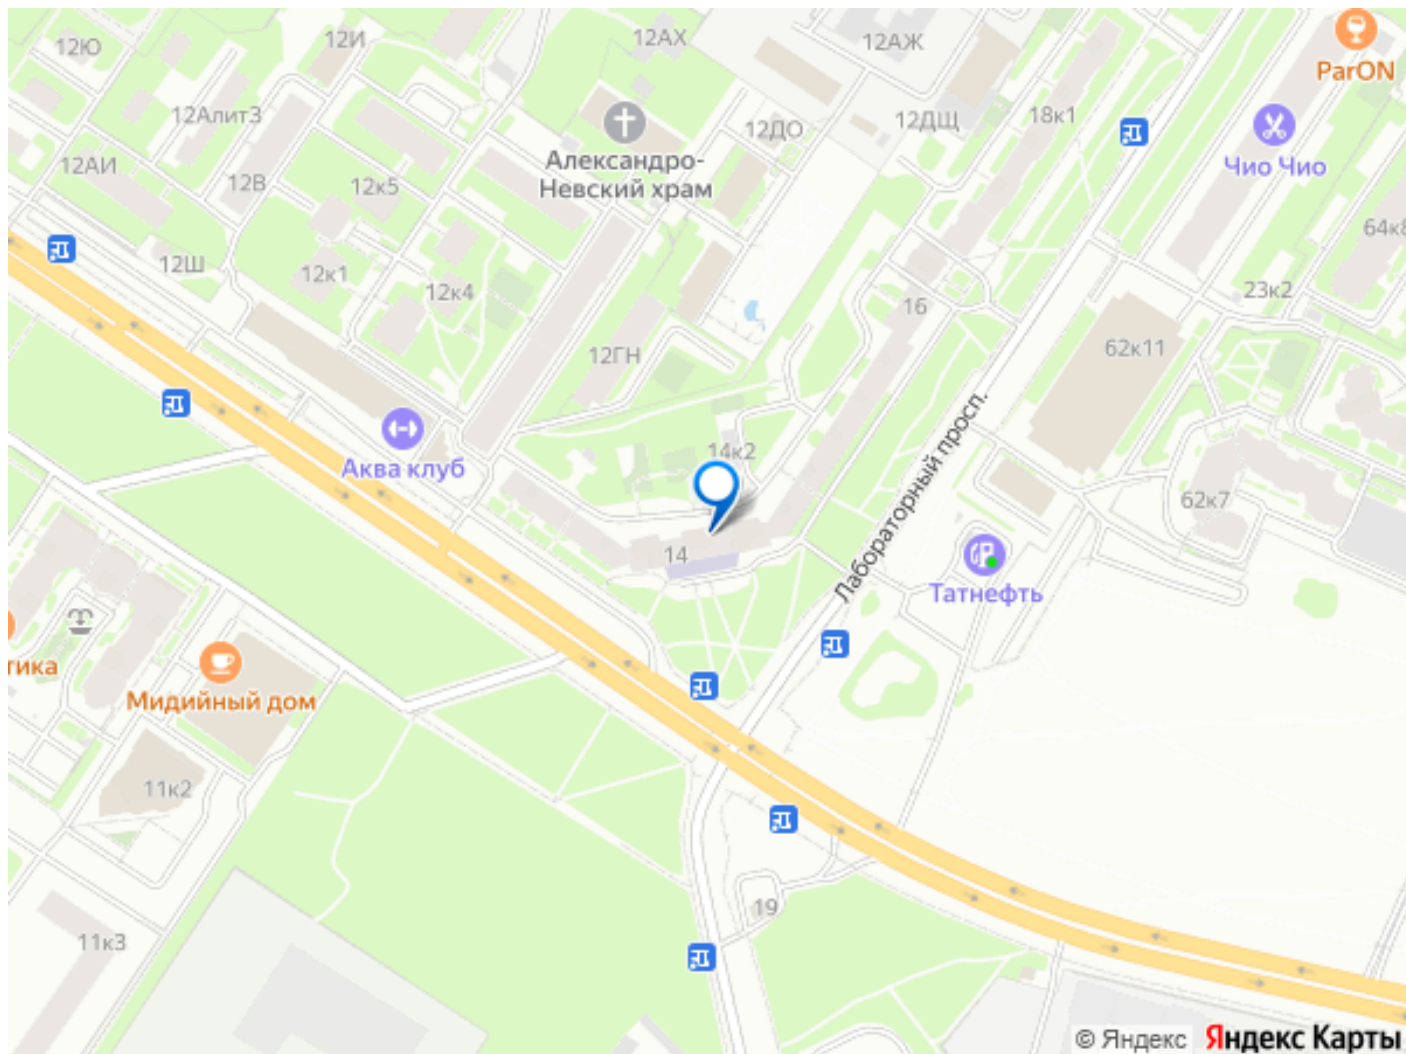 12Ю
12И
12АХ
12АЖ
ParON
12Алит3
12ДО
12ДЩ
18к1
Чио Чио
12АИ
12В
12к5
Александро-
Невский храм
64к8
12Ш
12к1
12к4
16
23к2
12ГН
62к11
Аква клуб
14к2
Лабораторный просп.
62к7
14
Татнефть
тика
Мидийный дом
11к2
19
11к3
© Яндекс Яндекс Карты